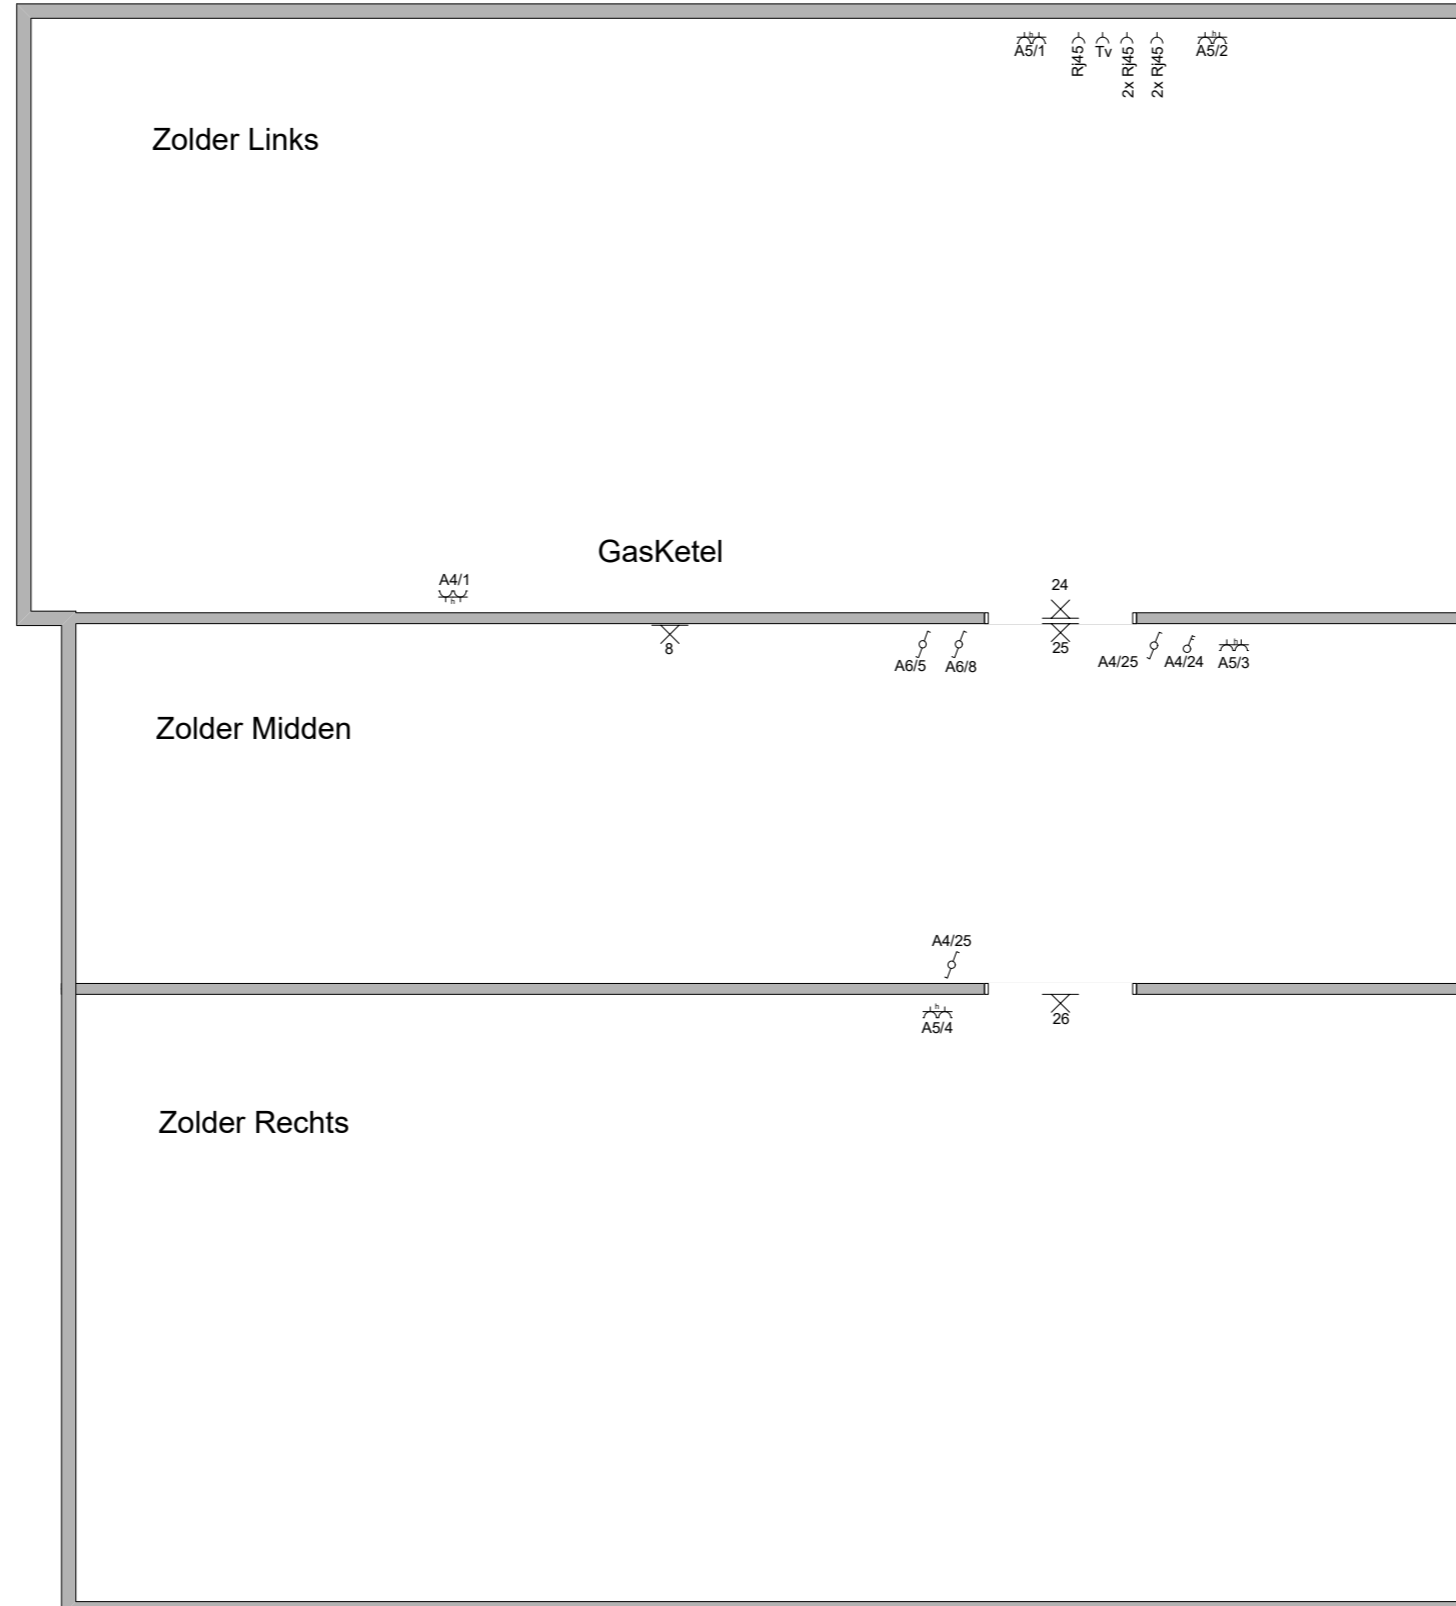 A5/1
Rj45
Tv
2x Rj45
2x Rj45
A5/2
Zolder Links
GasKetel
A4/1
24
8
25
A6/5
A6/8
A4/25
A4/24
A5/3
Zolder Midden
A4/25
A5/4
26
Zolder Rechts